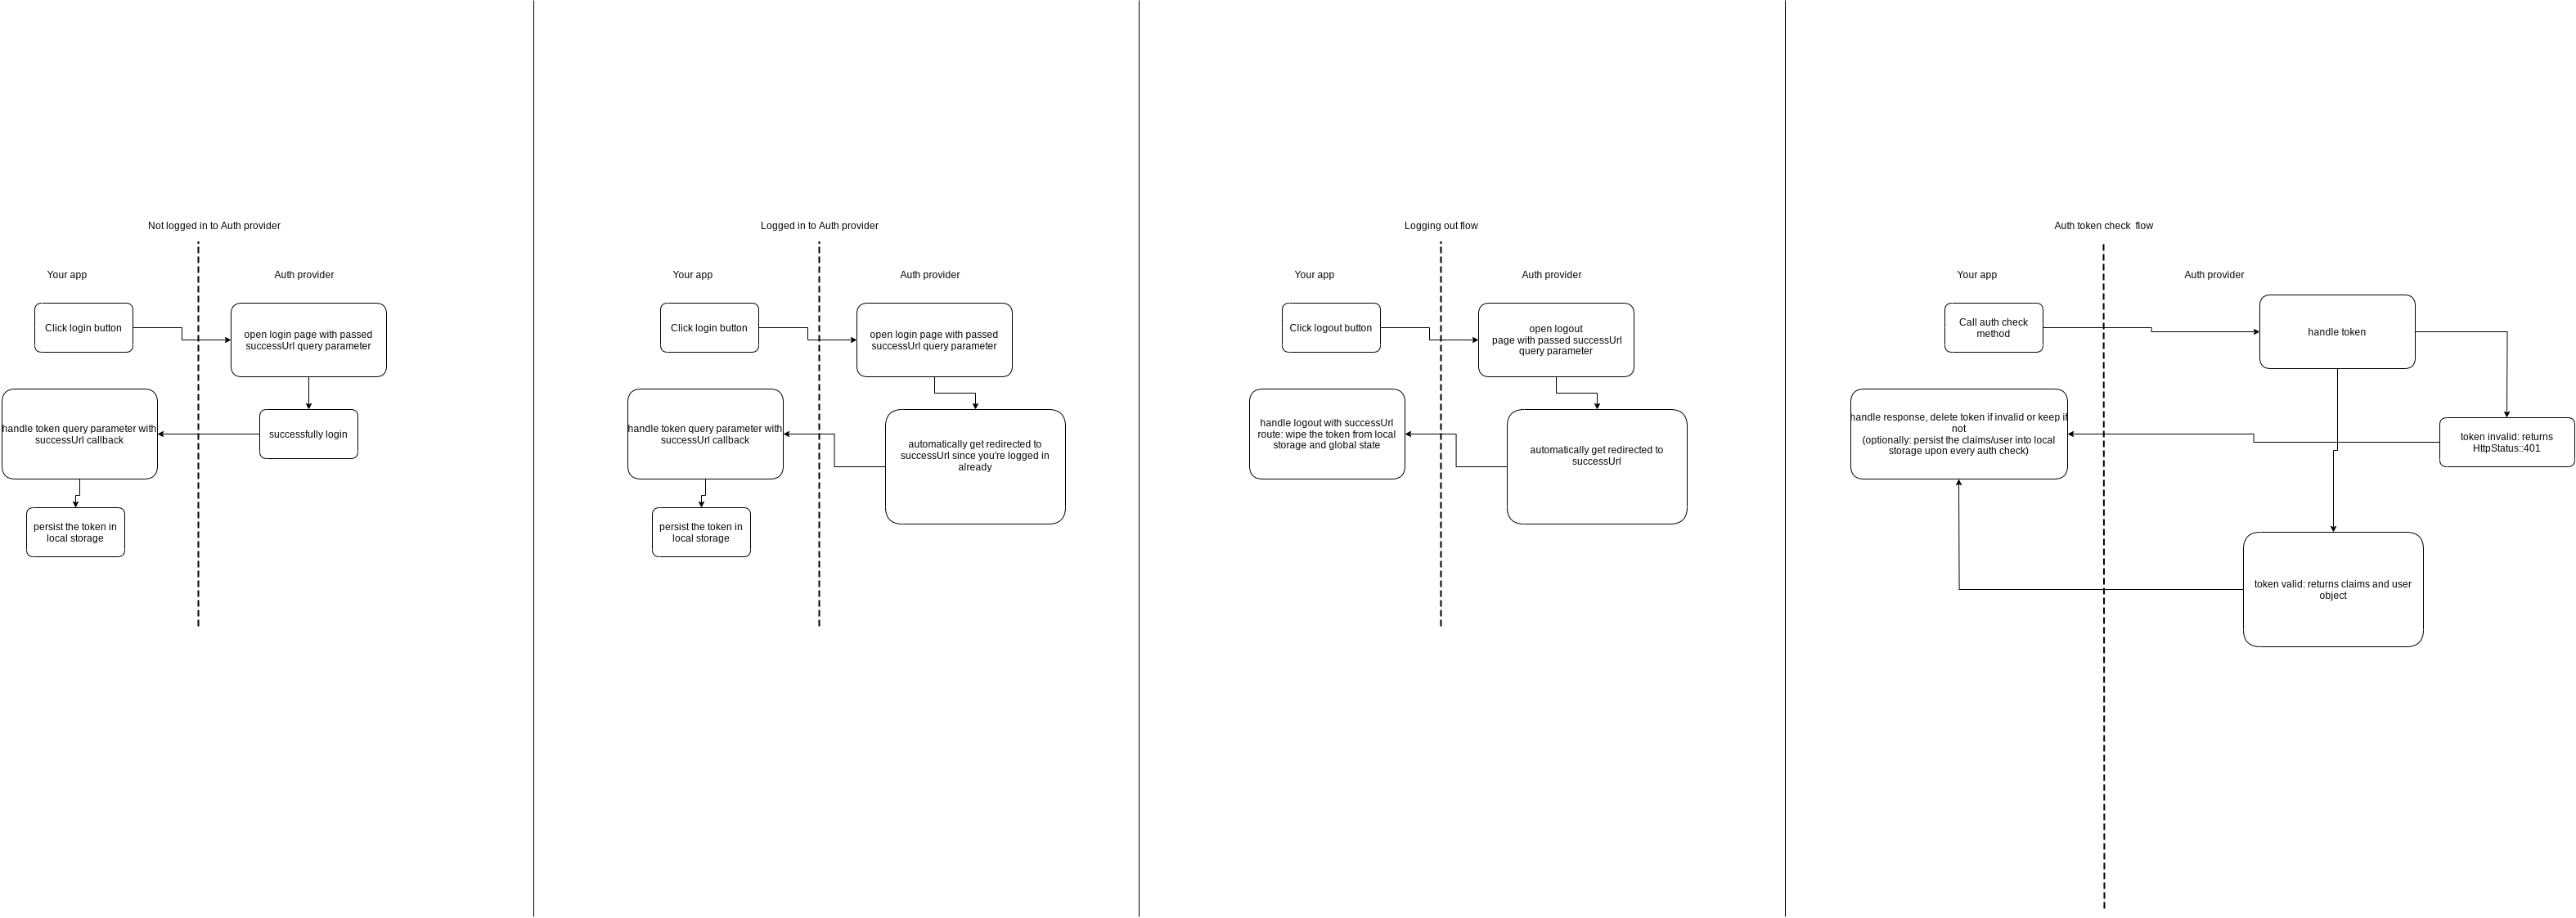 Not logged in to Auth provider
Your app
Auth provider
Click login button
open login page with passed
successUrl query parameter
handle token query parameter with
successUrl callback
successfully login
persist the token in
local storage
Logged in to Auth provider
Your app
Auth provider
Click login button
open login page with passed
successUrl query parameter
handle token query parameter with
successUrl callback
automatically get redirected to
successUrl since you're logged in
already
persist the token in
local storage
Logging out flow
Your app
Auth provider
Click logout button
open logout
page with passed successUrl
query parameter
handle logout with successUrl
route: wipe the token from local
storage and global state
automatically get redirected to
successUrl
Auth token check  flow
Your app
Auth provider
Call auth check
method
handle token
handle response, delete token if invalid or keep if
not
(optionally: persist the claims/user into local
storage upon every auth check)
token invalid: returns
HttpStatus::401
token valid: returns claims and user
object